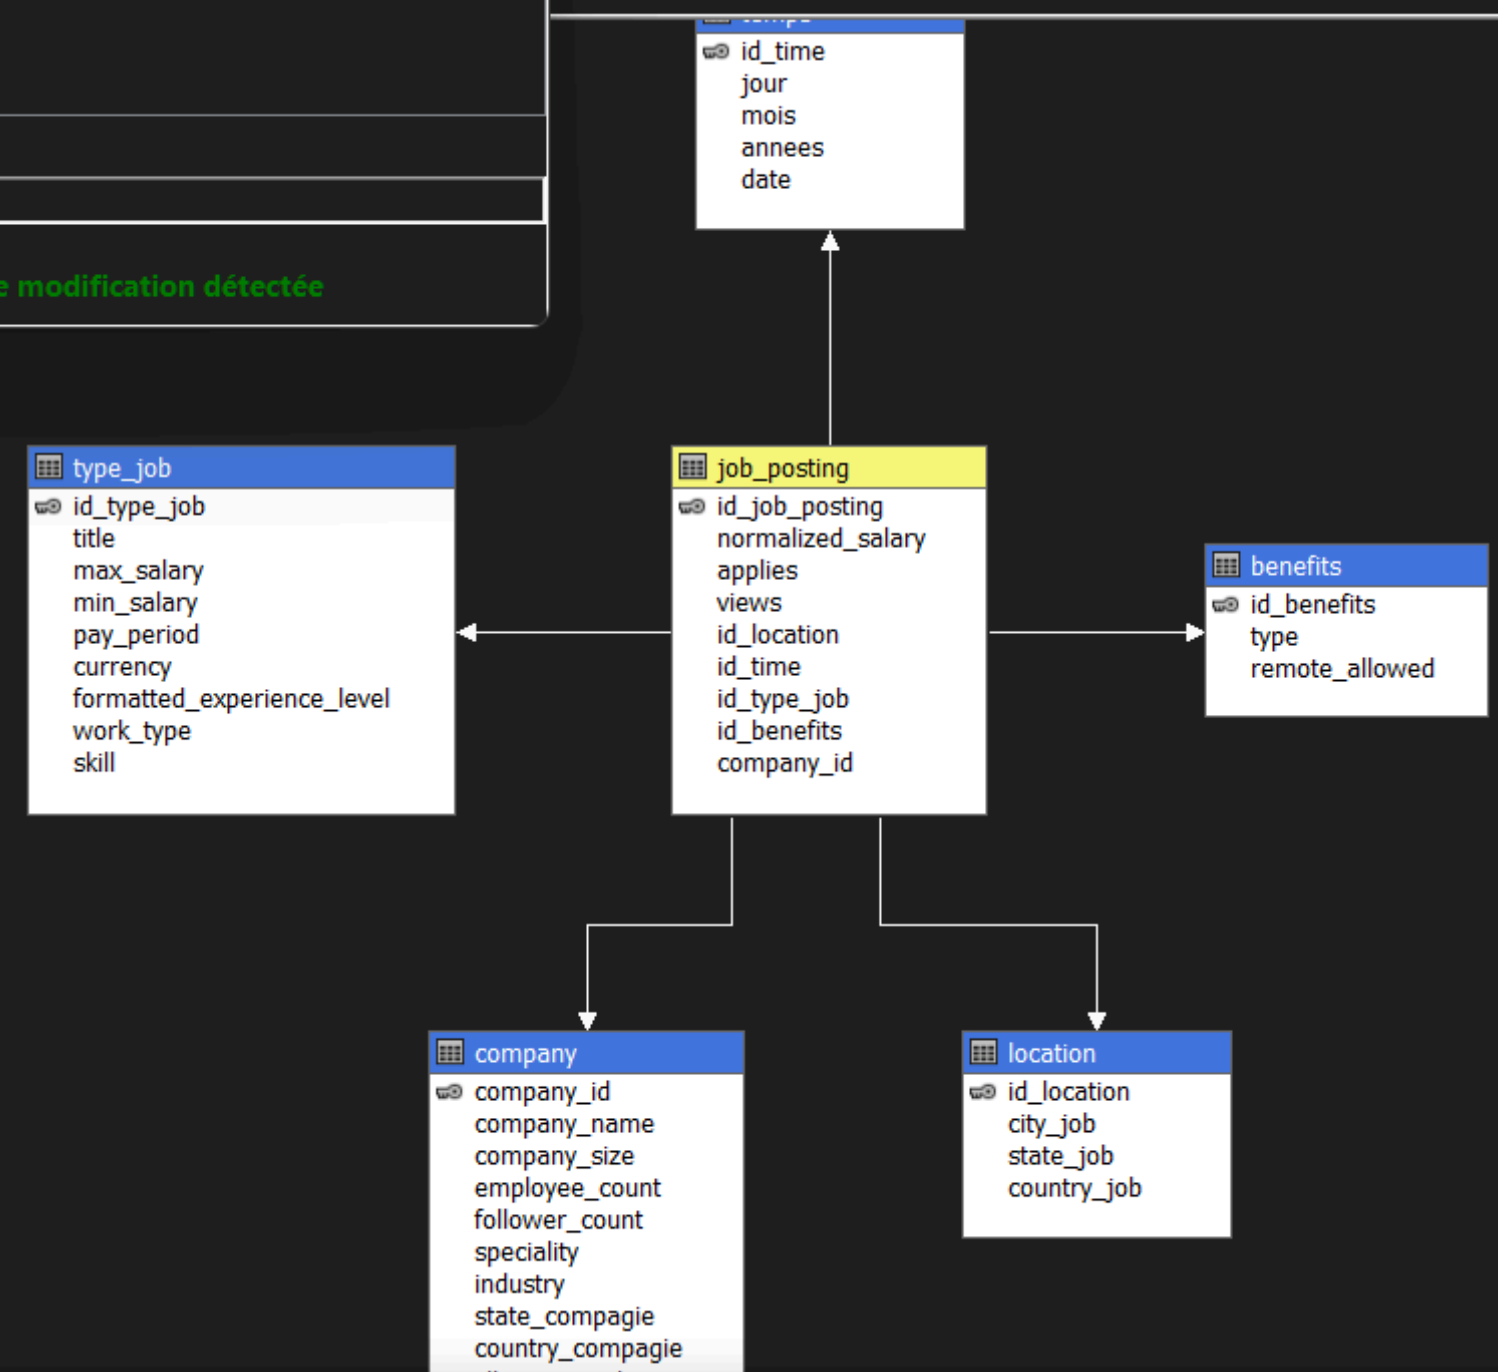 id_time
jour
mois
annees
date
e modification détectée
type_job
id_type_job
title
max_salary
min_salary
pay_period
currency
formatted_experience_level
work_type
skill
job_posting
id_job_posting
normalized_salary
applies
views
id_location
id_time
id_type_job
id_benefits
company_id
benefits
id_benefits
type
remote_allowed
company
company_id
company_name
company_size
employee_count
follower_count
speciality
industry
state_compagie
country_compagie
location
id_location
city_job
state_job
country_job